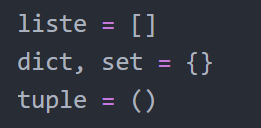 liste = []
dict, set = {}
tuple = ()